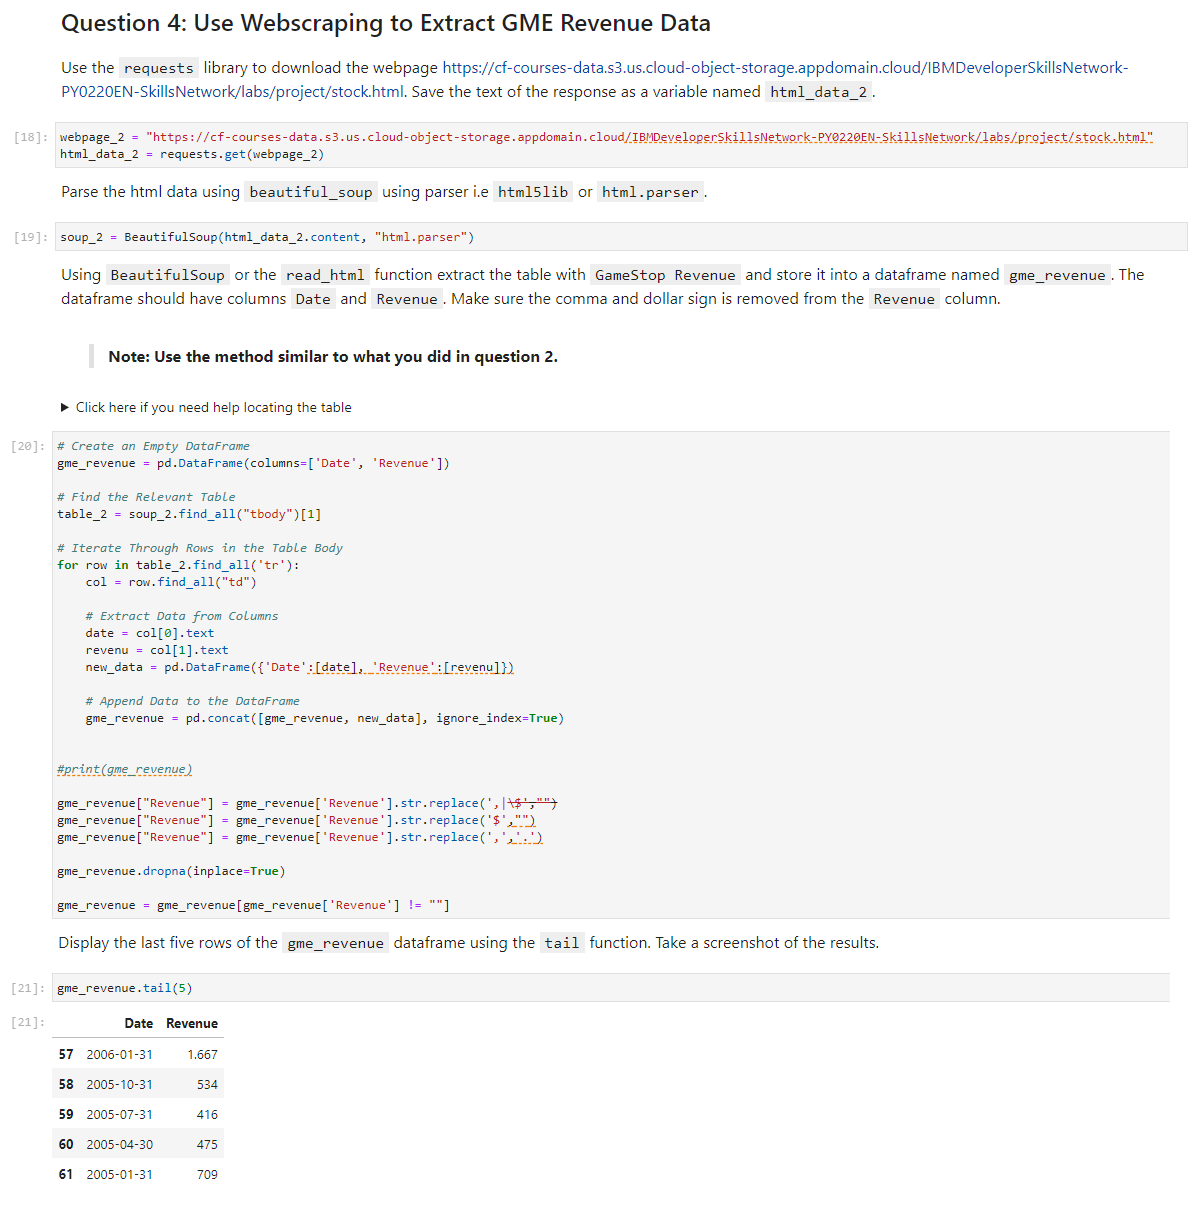 Question 4: Use Webscraping to Extract GME Revenue Data
Use the requests library to download the webpage https://cf-courses-data.s3.us.cloud-object-storage.appdomain.cloud/IBMDeveloperSkillsNetwork-
PY0220EN-SkillsNetwork/labs/project/stock.html. Save the text of the response as a variable named html_data_2.
[18]: webpage_2 = "https://cf-courses-data.s3.us.cloud-object-storage.appdomain.cloud/IBMDeveloperSkillsNetwork-PY0220EN-SkillsNetwork/labs/project/stock.html"
html_data_2 = requests.get(webpage_2)
Parse the html data using beautiful_soup using parser i.e html5lib or html.parser.
[19]: soup_2 = BeautifulSoup(html_data_2.content, "html.parser")
Using BeautifulSoup or the read_html function extract the table with GameStop Revenue and store it into a dataframe named gme_revenue. The
dataframe should have columns Date and Revenue. Make sure the comma and dollar sign is removed from the Revenue column.
Note: Use the method similar to what you did in question 2.
▶ Click here if you need help locating the table
[20]: # Create an Empty DataFrame
gme_revenue = pd.DataFrame(columns=['Date', 'Revenue'])
# Find the Relevant Table
table_2 = soup_2.find_all("tbody")[1]
# Iterate Through Rows in the Table Body
for row in table_2.find_all('tr'):
    col = row.find_all("td")
    # Extract Data from Columns
    date = col[0].text
    revenu = col[1].text
    new_data = pd.DataFrame({'Date':[date], 'Revenue':[revenu]})
    # Append Data to the DataFrame
    gme_revenue = pd.concat([gme_revenue, new_data], ignore_index=True)
#print(gme_revenue)
gme_revenue["Revenue"] = gme_revenue['Revenue'].str.replace(',|\$',"")
gme_revenue["Revenue"] = gme_revenue['Revenue'].str.replace('$',"")
gme_revenue["Revenue"] = gme_revenue['Revenue'].str.replace(',','.')
gme_revenue.dropna(inplace=True)
gme_revenue = gme_revenue[gme_revenue['Revenue'] != ""]
Display the last five rows of the gme_revenue dataframe using the tail function. Take a screenshot of the results.
[21]: gme_revenue.tail(5)
[21]: Date Revenue
57 2006-01-31 1.667
58 2005-10-31 534
59 2005-07-31 416
60 2005-04-30 475
61 2005-01-31 709